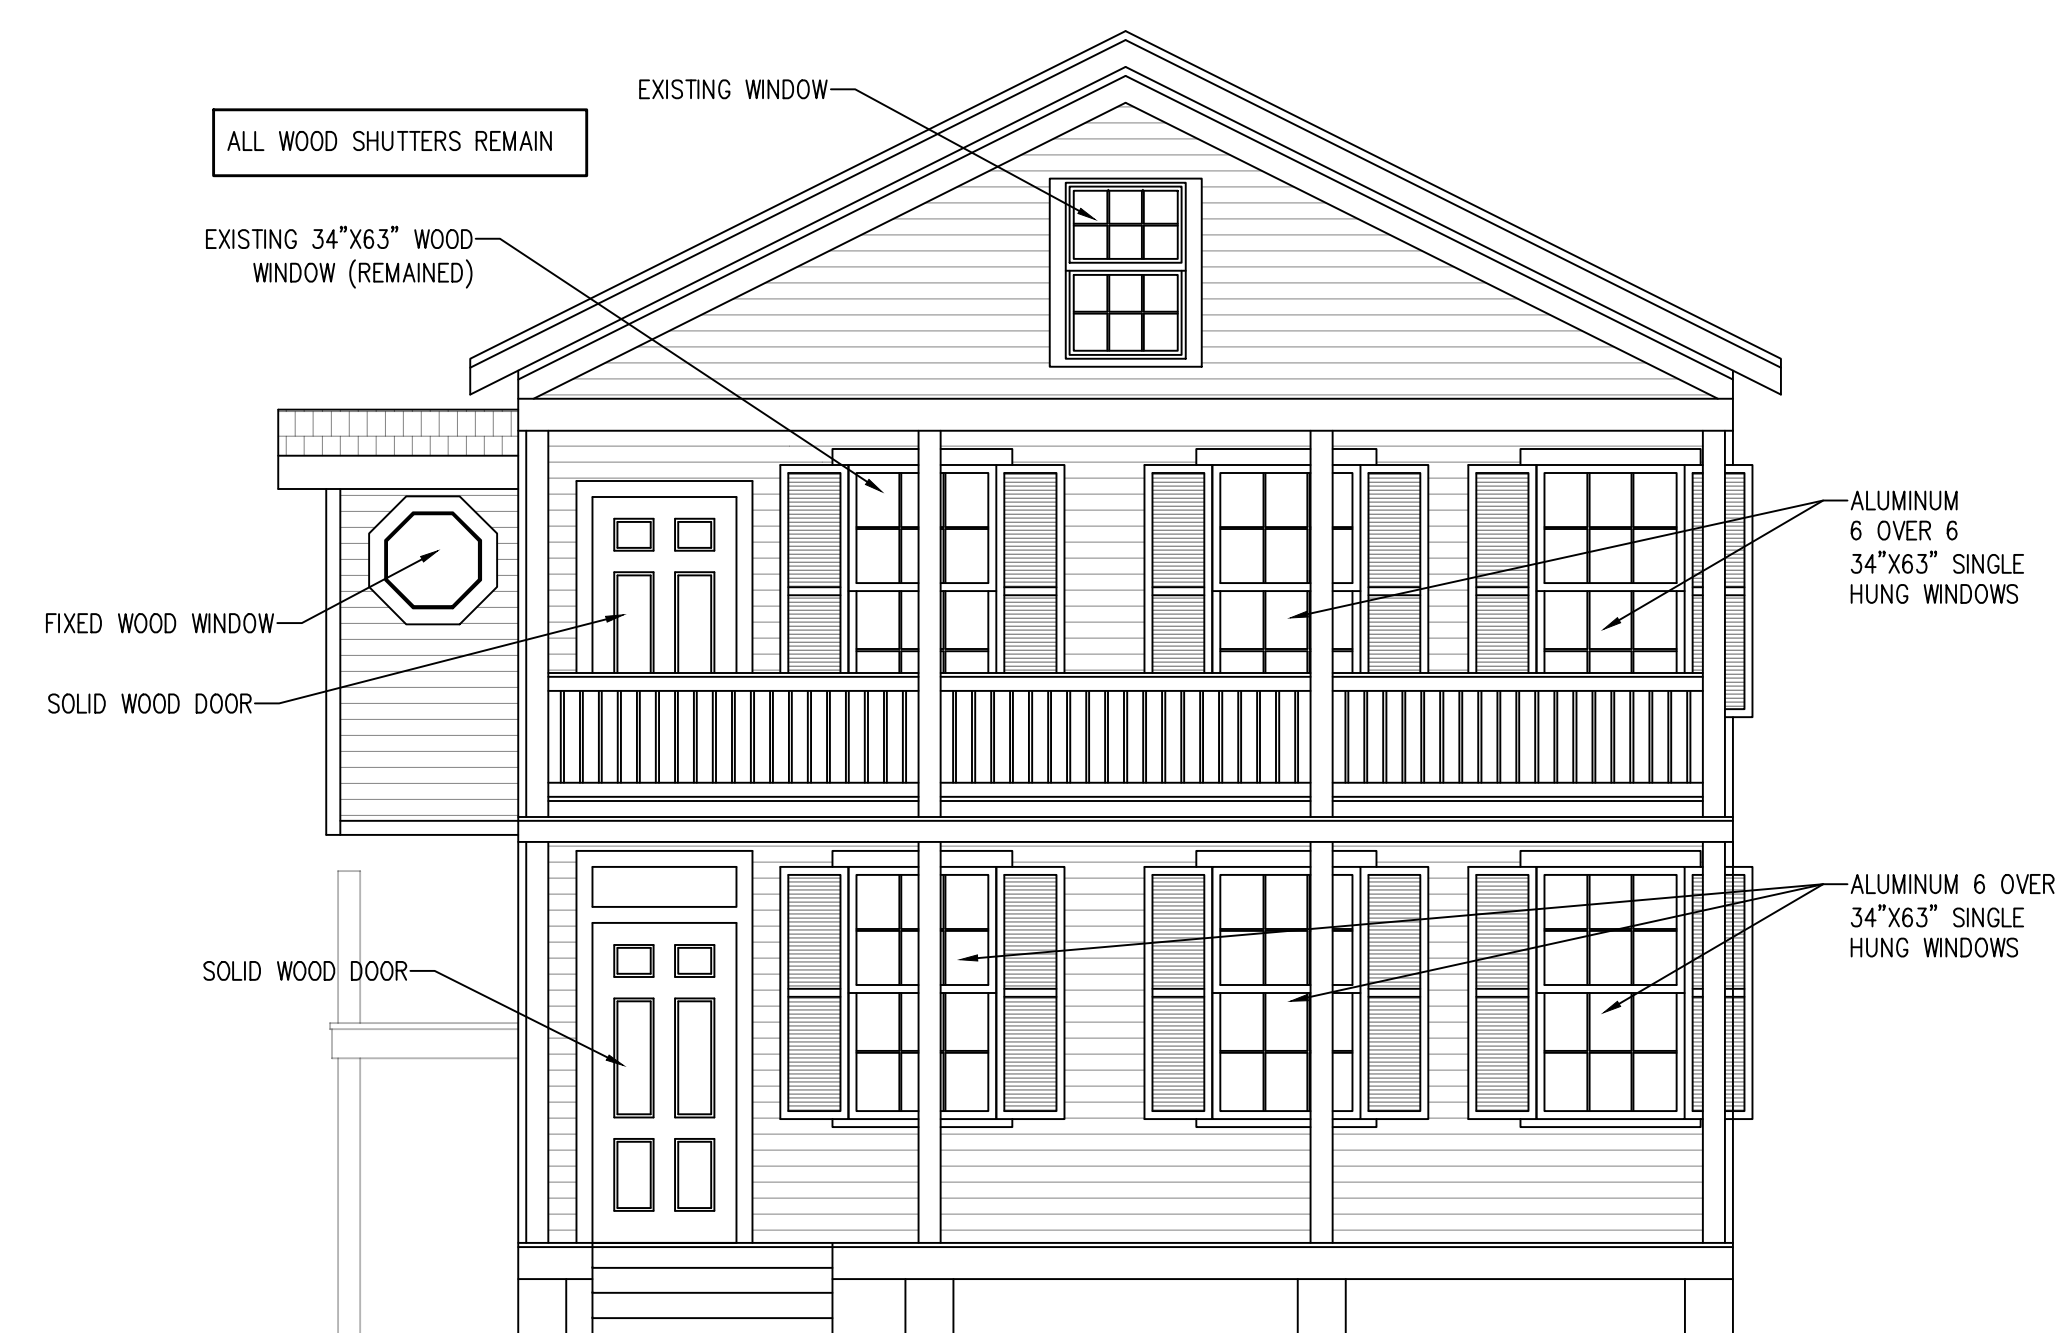 EXISTING WINDOW
ALL WOOD SHUTTERS REMAIN
EXISTING 34"X63" WOOD
WINDOW (REMAINED)
FIXED WOOD WINDOW
SOLID WOOD DOOR
ALUMINUM
6 OVER 6
34"X63" SINGLE
HUNG WINDOWS
SOLID WOOD DOOR
ALUMINUM 6 OVER
34"X63" SINGLE
HUNG WINDOWS